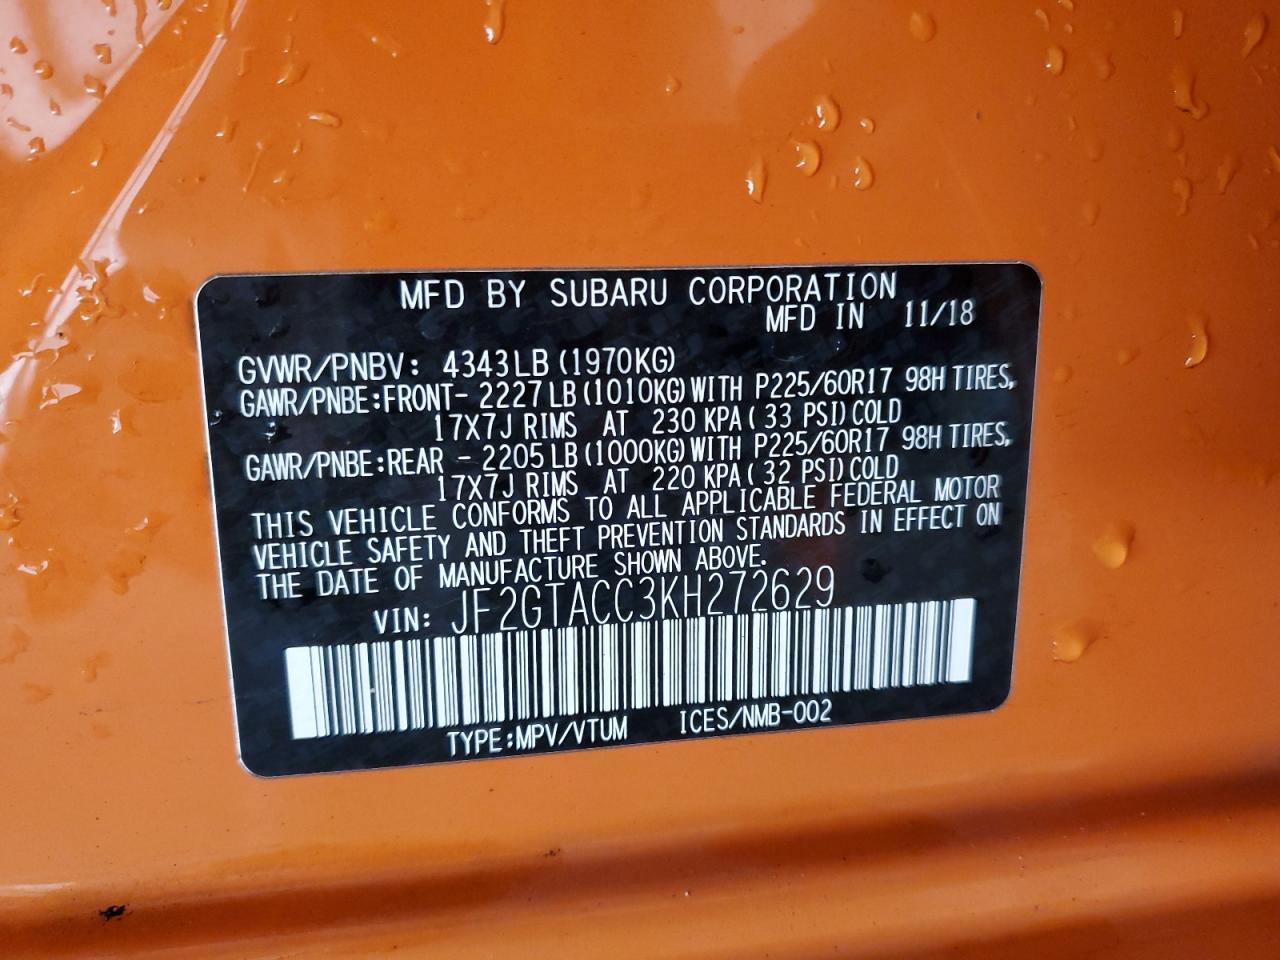 MFD BY SUBARU CORPORATION
MFD IN 11/18
GVWR/PNBV: 4343LB (1970KG)
GAWR/PNBE:FRONT- 2227LB (1010KG) WITH P225/60R17 98H TIRES,
17X7J RIMS AT 230 KPA (33 PSI) COLD
GAWR/PNBE:REAR - 2205LB (1000KG) WITH P225/60R17 98H TIRES,
17X7J RIMS AT 220 KPA (32 PSI) COLD
THIS VEHICLE CONFORMS TO ALL APPLICABLE FEDERAL MOTOR
VEHICLE SAFETY AND THEFT PREVENTION STANDARDS IN EFFECT ON
THE DATE OF MANUFACTURE SHOWN ABOVE.
VIN: JF2GTACC3KH272629
TYPE:MPV/VTUM ICES/NMB-002